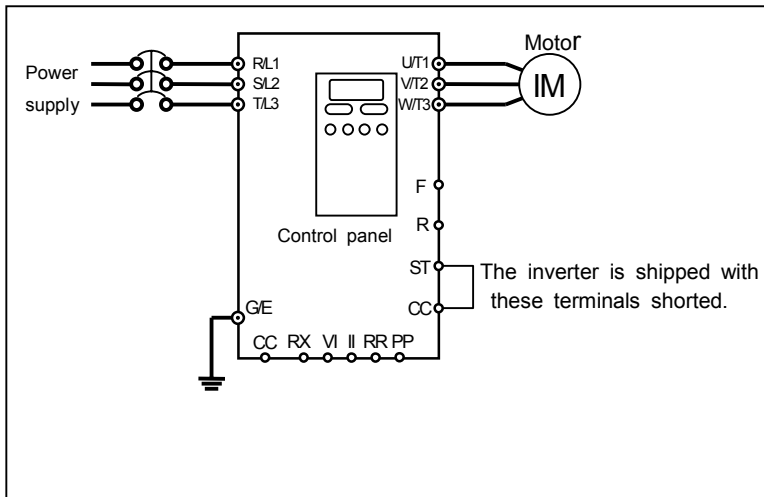 Motor
Power
supply
R/L1
S/L2
T/L3
U/T1
V/T2
W/T3
IM
F
R
Control panel
ST
CC
The inverter is shipped with
these terminals shorted.
G/E
CC RX VI II RR PP